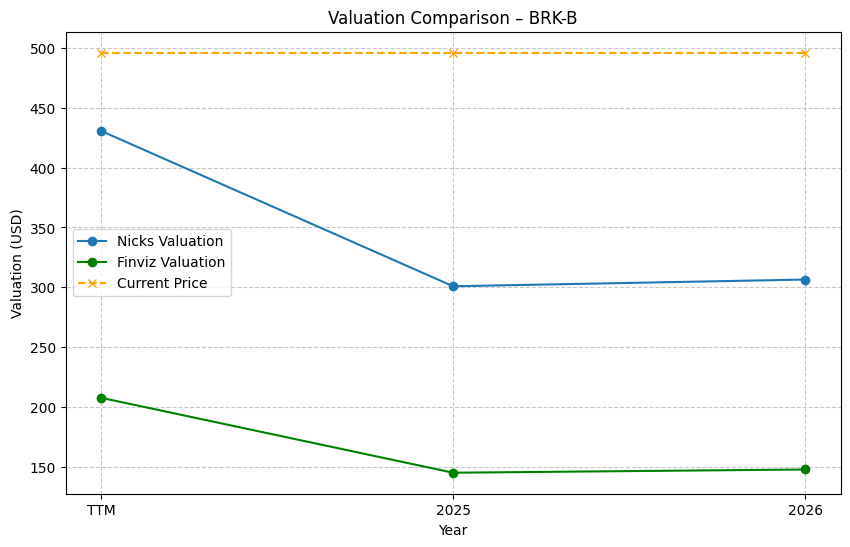 Valuation Comparison – BRK-B
Valuation (USD)
500
450
400
350
300
250
200
150
Nicks Valuation
Finviz Valuation
Current Price
TTM
2025
2026
Year